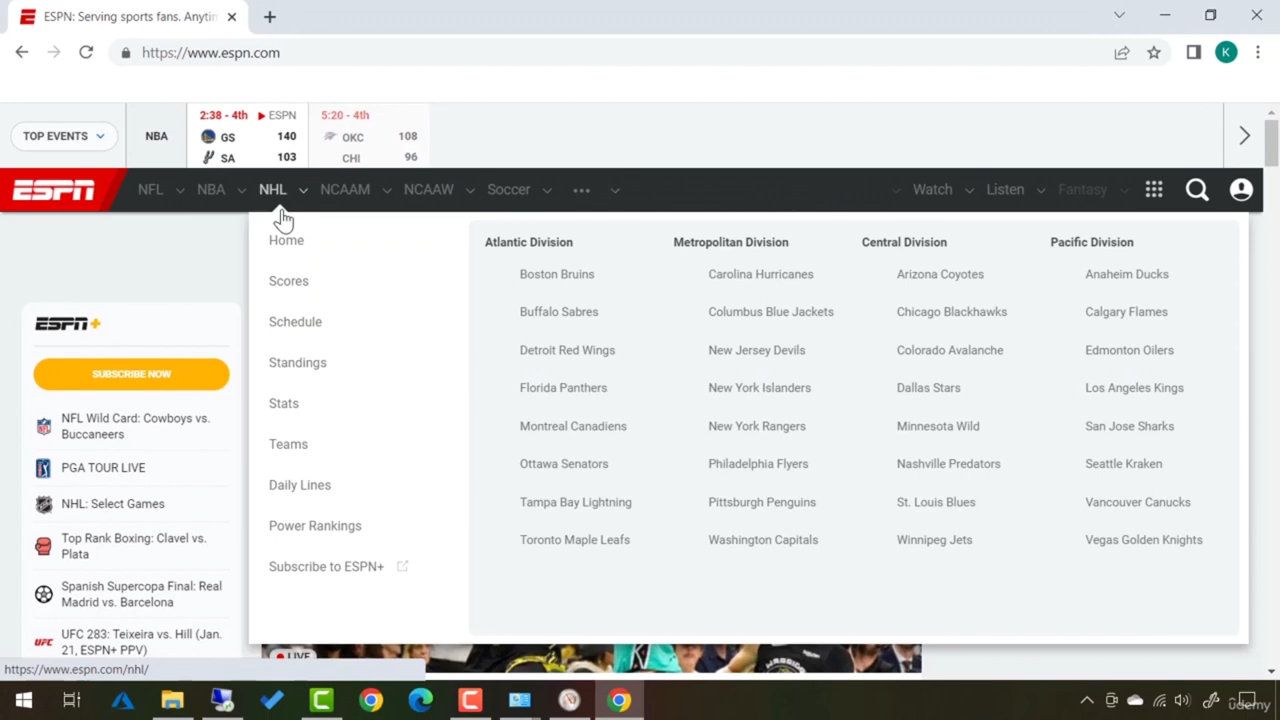 ESPN: Serving sports fans. Anytin
https://www.espn.com
K
TOP EVENTS
NBA
2:38 - 4th ESPN
GS 140
SA 103
5:20 - 4th
OKC 108
CHI 96
ESPN
NFL
NBA
NHL
NCAAM
NCAAW
Soccer
Watch
Listen
Fantasy
Home
Scores
Schedule
Standings
Stats
Teams
Daily Lines
Power Rankings
Subscribe to ESPN+
Atlantic Division
Boston Bruins
Buffalo Sabres
Detroit Red Wings
Florida Panthers
Montreal Canadiens
Ottawa Senators
Tampa Bay Lightning
Toronto Maple Leafs
Metropolitan Division
Carolina Hurricanes
Columbus Blue Jackets
New Jersey Devils
New York Islanders
New York Rangers
Philadelphia Flyers
Pittsburgh Penguins
Washington Capitals
Central Division
Arizona Coyotes
Chicago Blackhawks
Colorado Avalanche
Dallas Stars
Minnesota Wild
Nashville Predators
St. Louis Blues
Winnipeg Jets
Pacific Division
Anaheim Ducks
Calgary Flames
Edmonton Oilers
Los Angeles Kings
San Jose Sharks
Seattle Kraken
Vancouver Canucks
Vegas Golden Knights
ESPN+
SUBSCRIBE NOW
NFL Wild Card: Cowboys vs.
Buccaneers
PGA TOUR LIVE
NHL: Select Games
Top Rank Boxing: Clavel vs.
Plata
Spanish Supercopa Final: Real
Madrid vs. Barcelona
UFC
UFC 283: Teixeira vs. Hill (Jan.
21, ESPN+ PPV)
LIVE
https://www.espn.com/nhl/
udemy